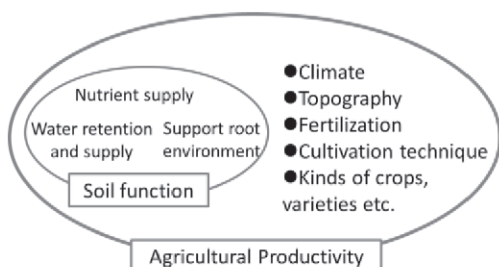 Nutrient supply
Water retention
and supply
Support root
environment
Soil function
●Climate
●Topography
●Fertilization
●Cultivation technique
●Kinds of crops,
varieties etc.
Agricultural Productivity